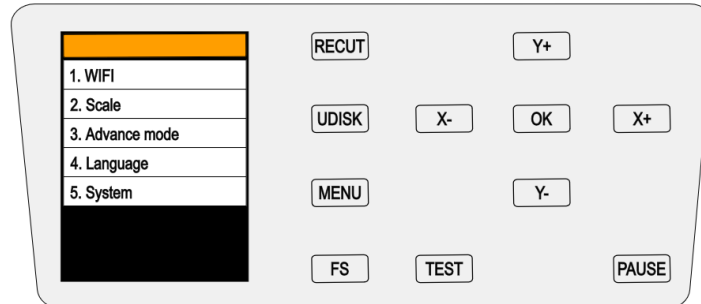 1. WIFI
2. Scale
3. Advance mode
4. Language
5. System
RECUT
Y+
UDISK
X-
OK
X+
MENU
Y-
FS
TEST
PAUSE